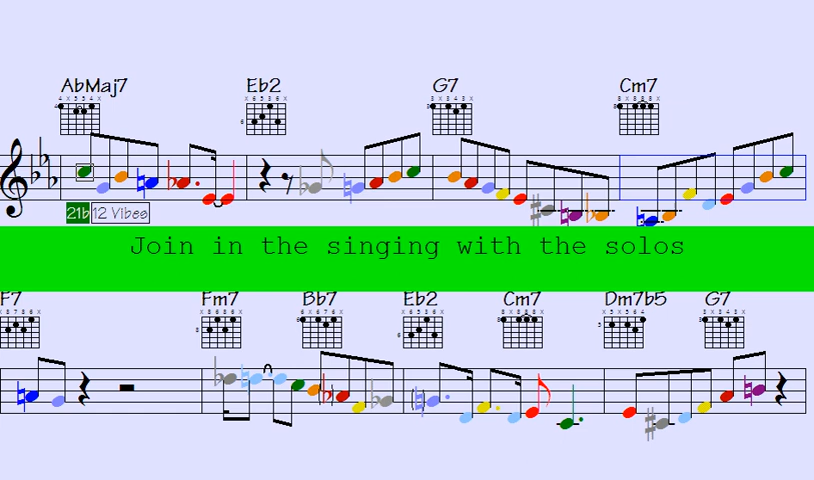 AbMaj7 Eb2 G7 Cm7
21b 12 Vibes
Join in the singing with the solos
F7 Fm7 Bb7 Eb2 Cm7 Dm7b5 G7